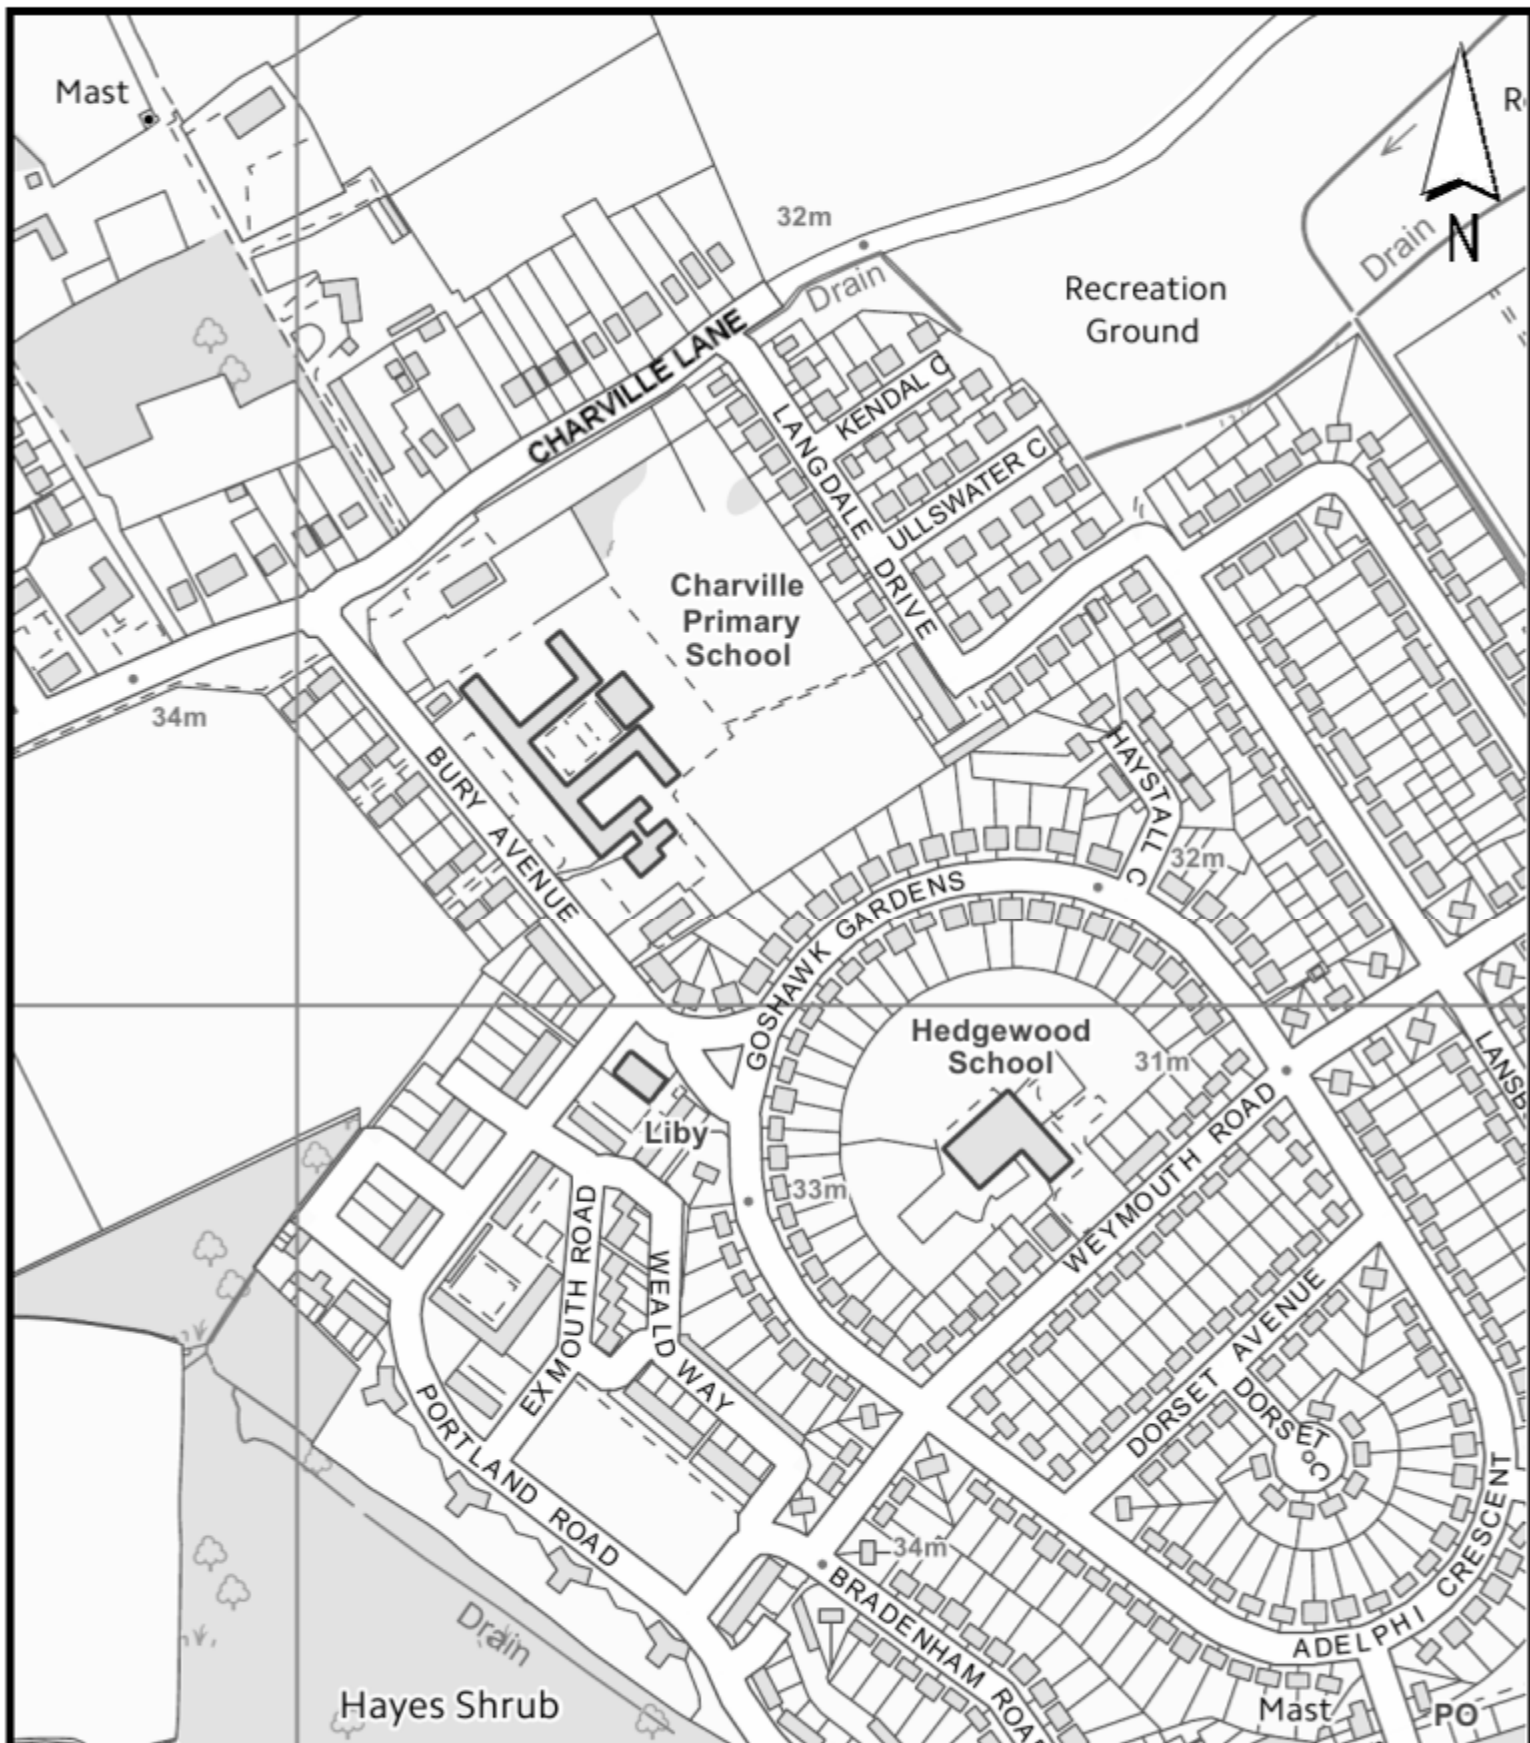 Mast
R
32m
Drain
Drain
N
Recreation
Ground
CHARVILLE LANE
KENDAL C
LANGDALE DRIVE
ULLSWATER C
Charville
Primary
School
34m
BURY AVENUE
HAYSTALL C
32m
GOSHAWK GARDENS
Hedgewood
School
31m
LANSB
Liby
33m
WEYMOUTH ROAD
EXMOUTH ROAD
WEALD WAY
DORSET AVENUE
DORSET C
PORTLAND ROAD
ADELPHI CRESCENT
34m
BRADENHAM ROA
Drain
Hayes Shrub
Mast
PO